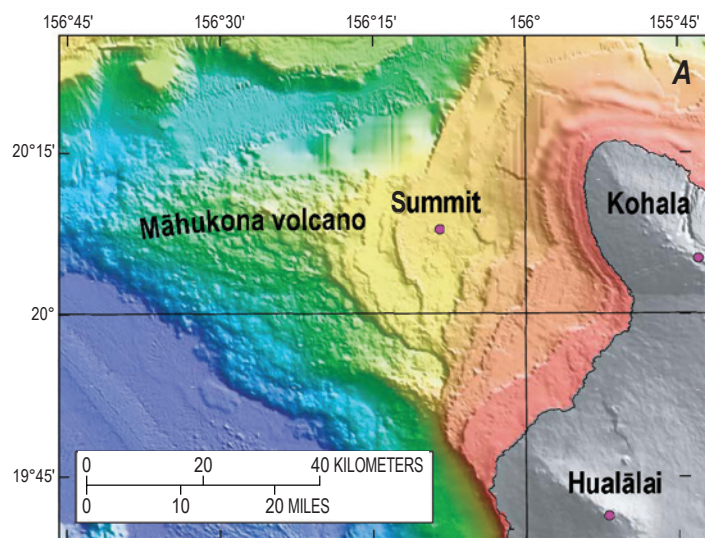 156°45' 156°30' 156°15' 156° 155°45'
A
20°15'
Summit Kohala
Māhukona volcano
20°
19°45'
0 20 40 KILOMETERS
0 10 20 MILES
Hualālai